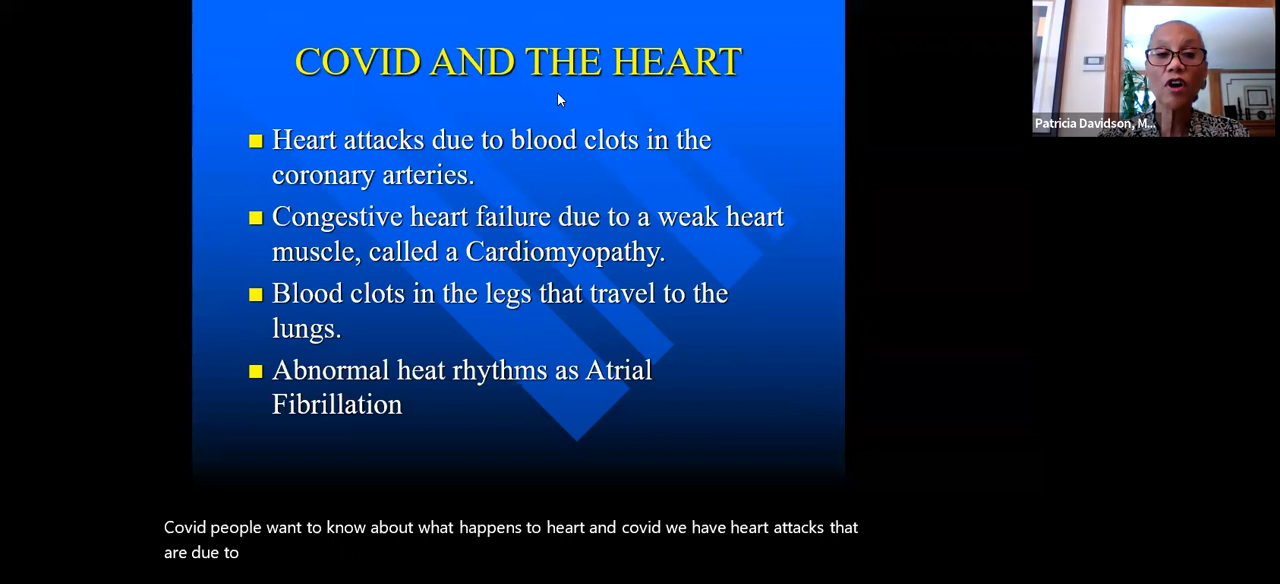 COVID AND THE HEART
Heart attacks due to blood clots in the
coronary arteries.
Congestive heart failure due to a weak heart
muscle, called a Cardiomyopathy.
Blood clots in the legs that travel to the
lungs.
Abnormal heat rhythms as Atrial
Fibrillation
Patricia Davidson, M...
Covid people want to know about what happens to heart and covid we have heart attacks that
are due to